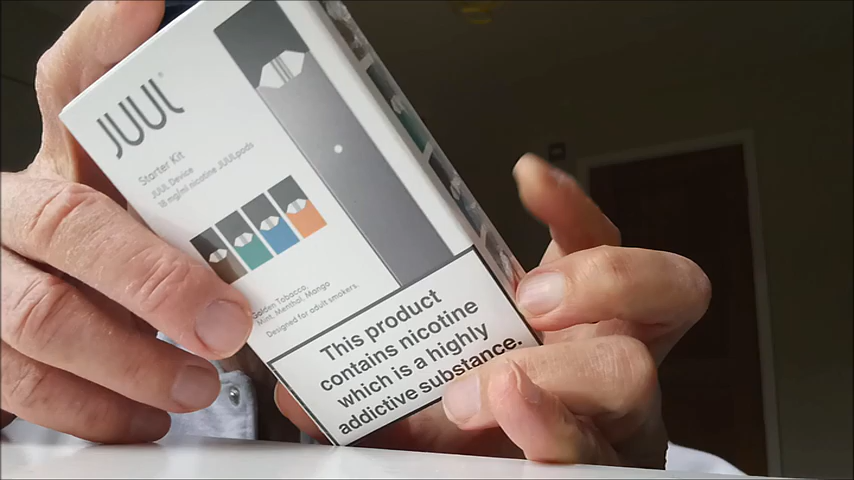 JUUL
Starter Kit
JUUL Device
18 mg/ml nicotine JUULpods
Golden Tobacco,
Mint, Menthol, Mango
Designed for adult smokers.
This product
contains nicotine
which is a highly
addictive substance.